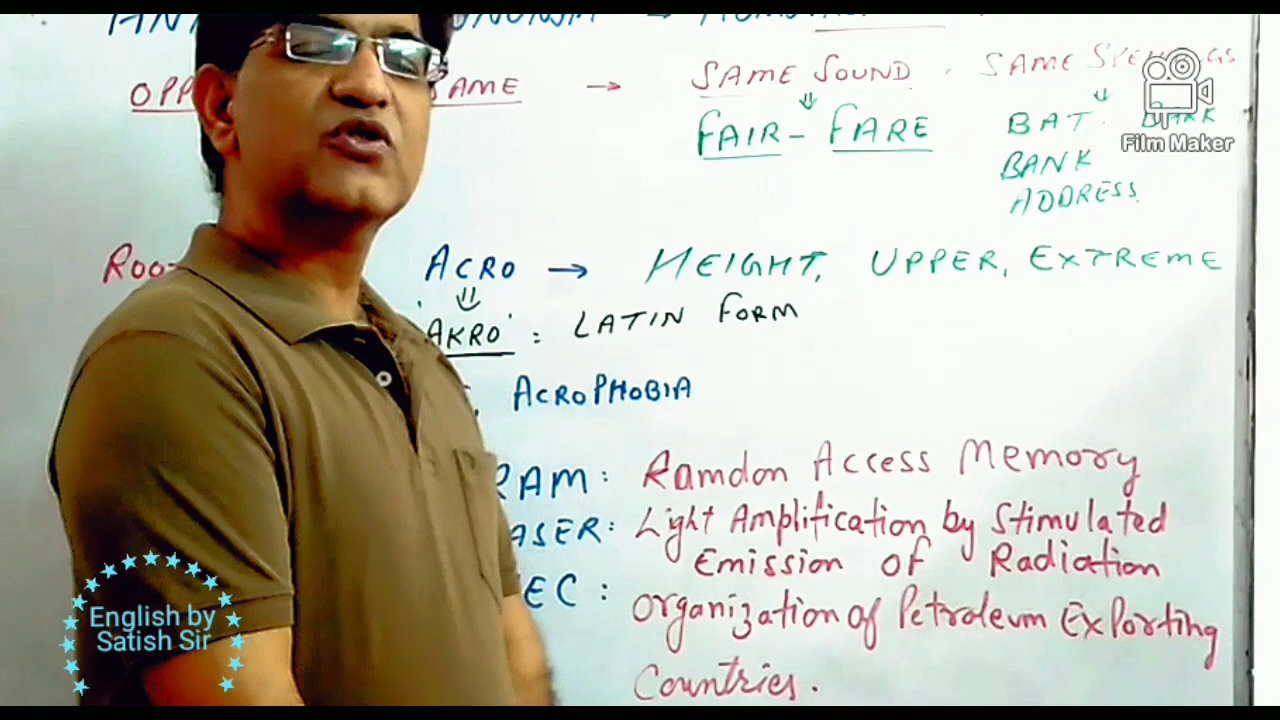 OPP SAME → SAME SOUND, SAME
⇓ ⇓
FAIR - FARE BAT. BARK
BANK
ADDRESS.
Film Maker
ROO ACRO → HEIGHT, UPPER, EXTREME
⇓
'AKRO' : LATIN FORM
ACROPHOBIA
RAM: Ramdon Access Memory
ASER: Light Amplification by Stimulated
Emission of Radiation
EC: Organization of Petroleum Exporting
Countries.
English by
Satish Sir